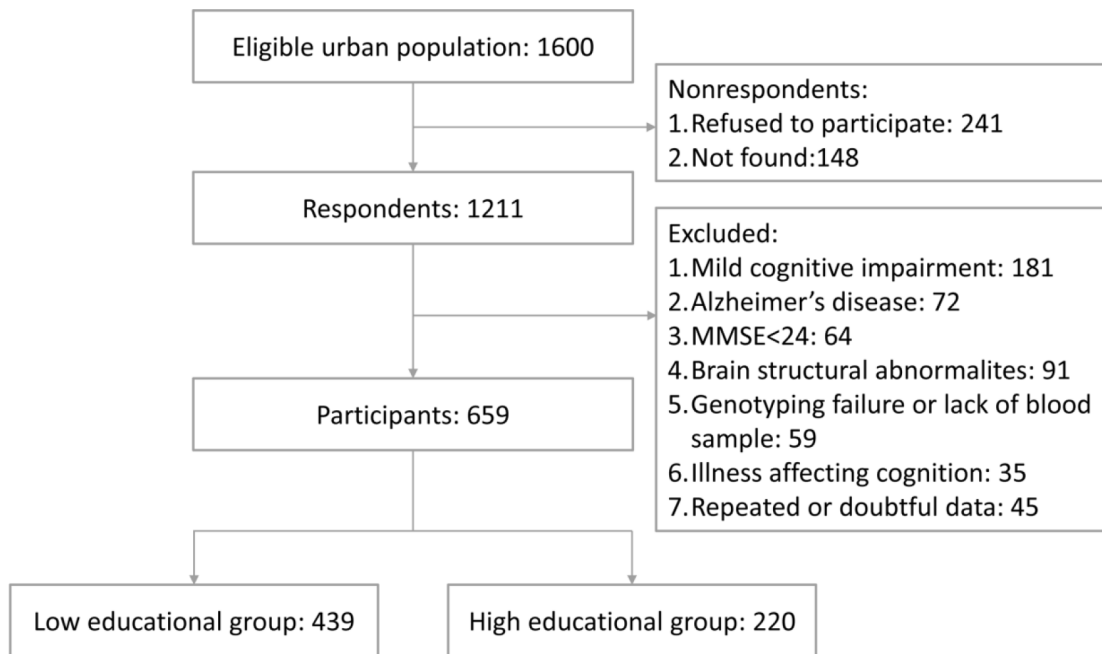 Eligible urban population: 1600
Nonrespondents:
1.Refused to participate: 241
2.Not found:148
Respondents: 1211
Excluded:
1.Mild cognitive impairment: 181
2.Alzheimer’s disease: 72
3.MMSE<24: 64
4.Brain structural abnormalites: 91
5.Genotyping failure or lack of blood
sample: 59
6.Illness affecting cognition: 35
7.Repeated or doubtful data: 45
Participants: 659
Low educational group: 439
High educational group: 220